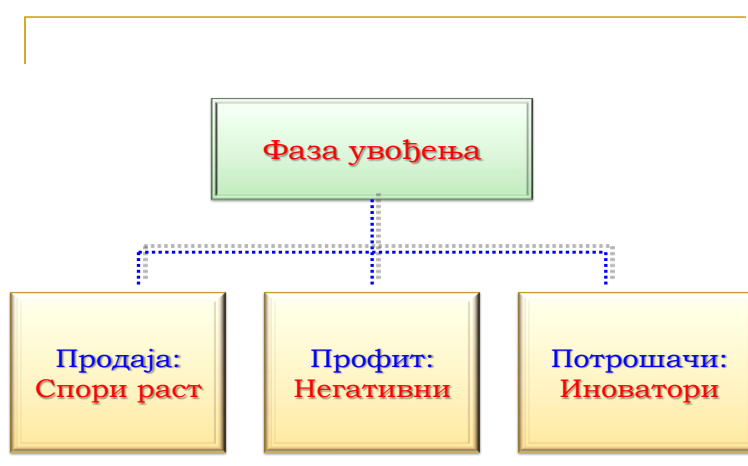 Фаза увођења
Продаја:
Спори раст
Профит:
Негативни
Потрошачи:
Иноватори